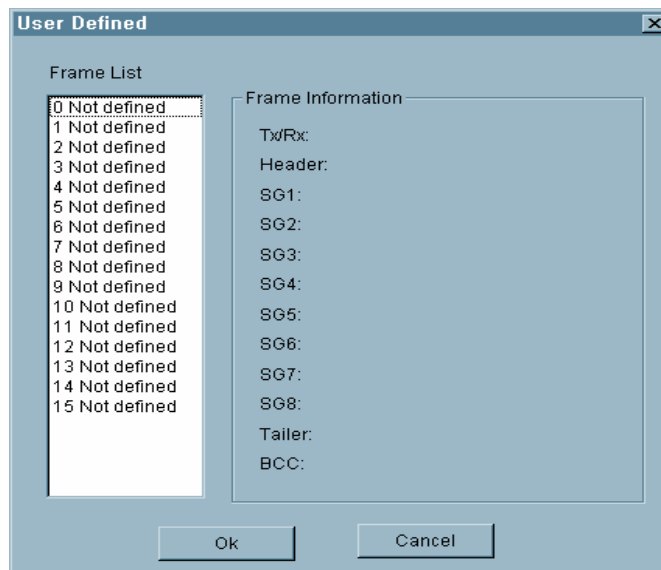 User Defined
Frame List
0 Not defined
1 Not defined
2 Not defined
3 Not defined
4 Not defined
5 Not defined
6 Not defined
7 Not defined
8 Not defined
9 Not defined
10 Not defined
11 Not defined
12 Not defined
13 Not defined
14 Not defined
15 Not defined
Frame Information
Tx/Rx:
Header:
SG1:
SG2:
SG3:
SG4:
SG5:
SG6:
SG7:
SG8:
Tailer:
BCC:
Ok
Cancel